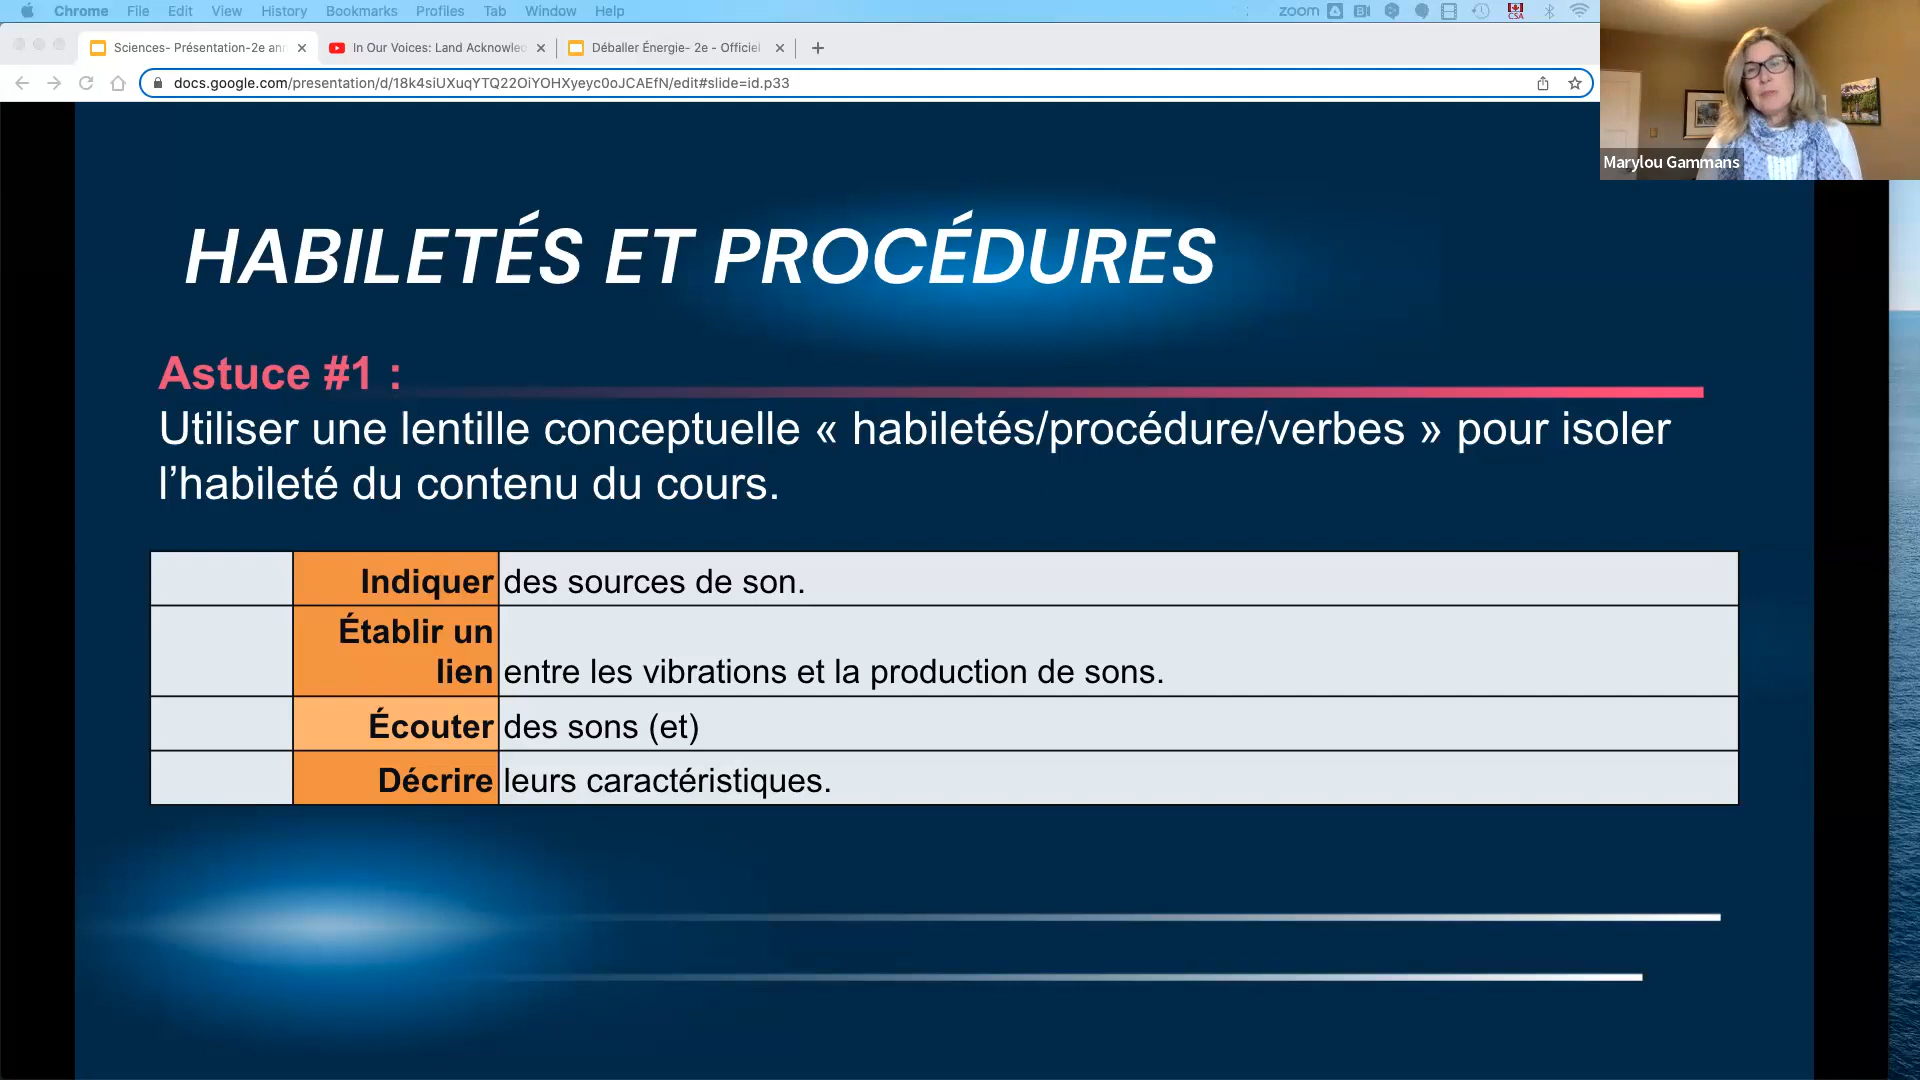 Chrome File Edit View History Bookmarks Profiles Tab Window Help zoom CSA
Sciences- Présentation-2e ann In Our Voices: Land Acknowled Déballer Énergie- 2e - Officiel
docs.google.com/presentation/d/18k4siUXuqYTQ22OiYOHXyeyc0oJCAEfN/edit#slide=id.p33
Marylou Gammans
HABILETÉS ET PROCÉDURES
Astuce #1 :
Utiliser une lentille conceptuelle « habiletés/procédure/verbes » pour isoler
l’habileté du contenu du cours.
Indiquer des sources de son.
Établir un
lien entre les vibrations et la production de sons.
Écouter des sons (et)
Décrire leurs caractéristiques.